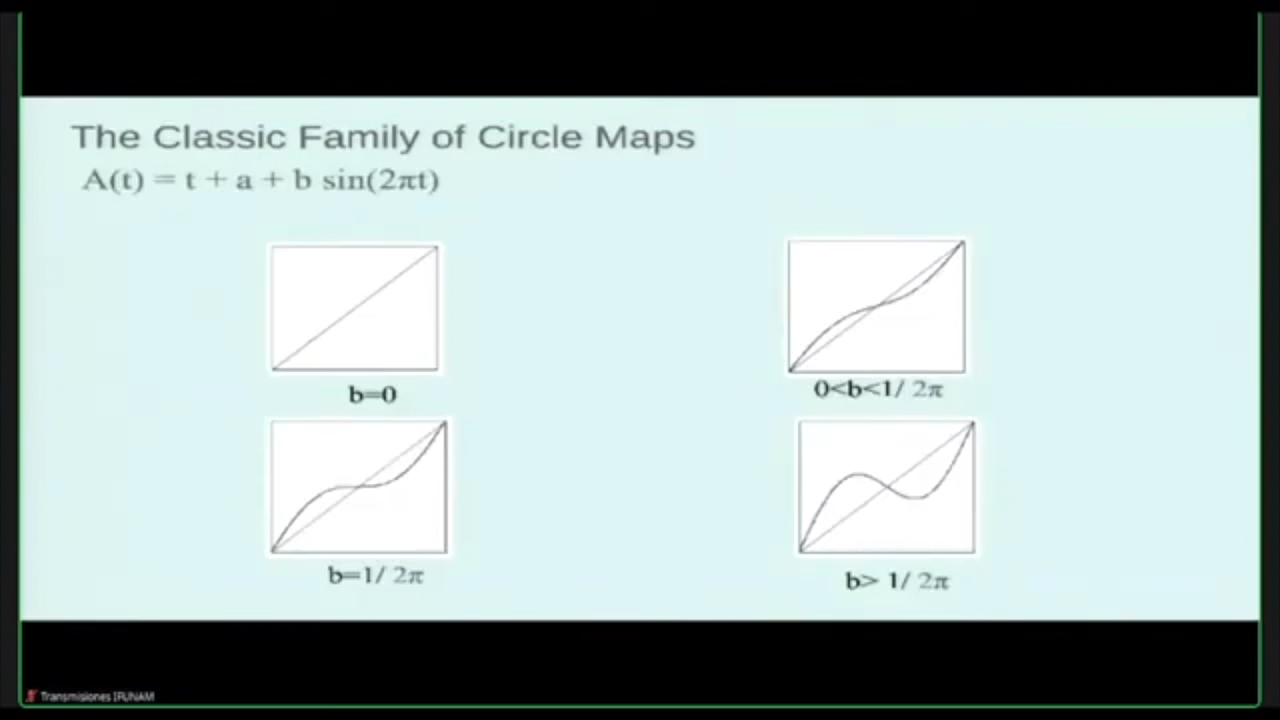 The Classic Family of Circle Maps
A(t) = t + a + b sin(2πt)
b=0
0<b<1/ 2π
b=1/ 2π
b> 1/ 2π
Transmisiones IFUNAM